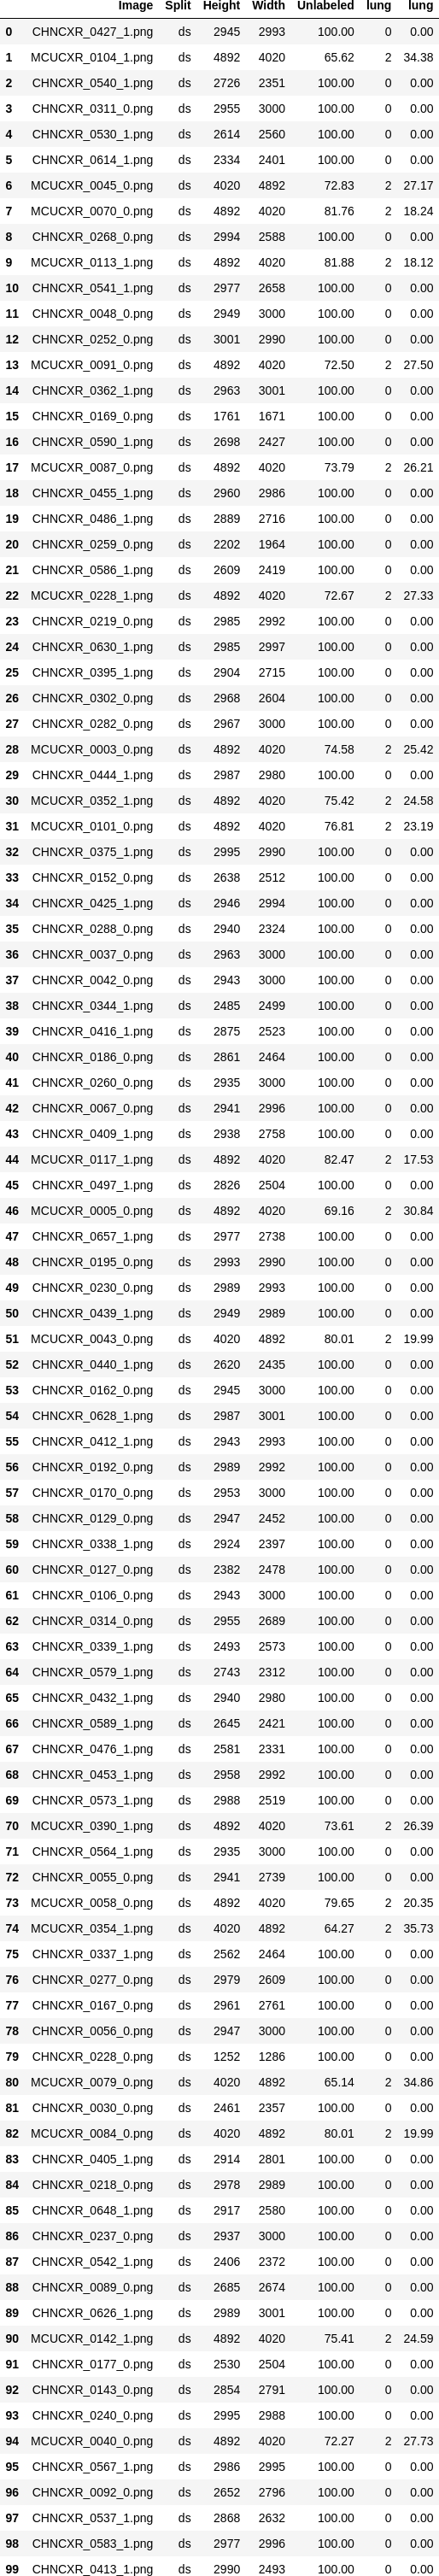 Image Split Height Width Unlabeled lung lung
0 CHNCXR_0427_1.png ds 2945 2993 100.00 0 0.00
1 MCUCXR_0104_1.png ds 4892 4020 65.62 2 34.38
2 CHNCXR_0540_1.png ds 2726 2351 100.00 0 0.00
3 CHNCXR_0311_0.png ds 2955 3000 100.00 0 0.00
4 CHNCXR_0530_1.png ds 2614 2560 100.00 0 0.00
5 CHNCXR_0614_1.png ds 2334 2401 100.00 0 0.00
6 MCUCXR_0045_0.png ds 4020 4892 72.83 2 27.17
7 MCUCXR_0070_0.png ds 4892 4020 81.76 2 18.24
8 CHNCXR_0268_0.png ds 2994 2588 100.00 0 0.00
9 MCUCXR_0113_1.png ds 4892 4020 81.88 2 18.12
10 CHNCXR_0541_1.png ds 2977 2658 100.00 0 0.00
11 CHNCXR_0048_0.png ds 2949 3000 100.00 0 0.00
12 CHNCXR_0252_0.png ds 3001 2990 100.00 0 0.00
13 MCUCXR_0091_0.png ds 4892 4020 72.50 2 27.50
14 CHNCXR_0362_1.png ds 2963 3001 100.00 0 0.00
15 CHNCXR_0169_0.png ds 1761 1671 100.00 0 0.00
16 CHNCXR_0590_1.png ds 2698 2427 100.00 0 0.00
17 MCUCXR_0087_0.png ds 4892 4020 73.79 2 26.21
18 CHNCXR_0455_1.png ds 2960 2986 100.00 0 0.00
19 CHNCXR_0486_1.png ds 2889 2716 100.00 0 0.00
20 CHNCXR_0259_0.png ds 2202 1964 100.00 0 0.00
21 CHNCXR_0586_1.png ds 2609 2419 100.00 0 0.00
22 MCUCXR_0228_1.png ds 4892 4020 72.67 2 27.33
23 CHNCXR_0219_0.png ds 2985 2992 100.00 0 0.00
24 CHNCXR_0630_1.png ds 2985 2997 100.00 0 0.00
25 CHNCXR_0395_1.png ds 2904 2715 100.00 0 0.00
26 CHNCXR_0302_0.png ds 2968 2604 100.00 0 0.00
27 CHNCXR_0282_0.png ds 2967 3000 100.00 0 0.00
28 MCUCXR_0003_0.png ds 4892 4020 74.58 2 25.42
29 CHNCXR_0444_1.png ds 2987 2980 100.00 0 0.00
30 MCUCXR_0352_1.png ds 4892 4020 75.42 2 24.58
31 MCUCXR_0101_0.png ds 4892 4020 76.81 2 23.19
32 CHNCXR_0375_1.png ds 2995 2990 100.00 0 0.00
33 CHNCXR_0152_0.png ds 2638 2512 100.00 0 0.00
34 CHNCXR_0425_1.png ds 2946 2994 100.00 0 0.00
35 CHNCXR_0288_0.png ds 2940 2324 100.00 0 0.00
36 CHNCXR_0037_0.png ds 2963 3000 100.00 0 0.00
37 CHNCXR_0042_0.png ds 2943 3000 100.00 0 0.00
38 CHNCXR_0344_1.png ds 2485 2499 100.00 0 0.00
39 CHNCXR_0416_1.png ds 2875 2523 100.00 0 0.00
40 CHNCXR_0186_0.png ds 2861 2464 100.00 0 0.00
41 CHNCXR_0260_0.png ds 2935 3000 100.00 0 0.00
42 CHNCXR_0067_0.png ds 2941 2996 100.00 0 0.00
43 CHNCXR_0409_1.png ds 2938 2758 100.00 0 0.00
44 MCUCXR_0117_1.png ds 4892 4020 82.47 2 17.53
45 CHNCXR_0497_1.png ds 2826 2504 100.00 0 0.00
46 MCUCXR_0005_0.png ds 4892 4020 69.16 2 30.84
47 CHNCXR_0657_1.png ds 2977 2738 100.00 0 0.00
48 CHNCXR_0195_0.png ds 2993 2990 100.00 0 0.00
49 CHNCXR_0230_0.png ds 2989 2993 100.00 0 0.00
50 CHNCXR_0439_1.png ds 2949 2989 100.00 0 0.00
51 MCUCXR_0043_0.png ds 4020 4892 80.01 2 19.99
52 CHNCXR_0440_1.png ds 2620 2435 100.00 0 0.00
53 CHNCXR_0162_0.png ds 2945 3000 100.00 0 0.00
54 CHNCXR_0628_1.png ds 2987 3001 100.00 0 0.00
55 CHNCXR_0412_1.png ds 2943 2993 100.00 0 0.00
56 CHNCXR_0192_0.png ds 2989 2992 100.00 0 0.00
57 CHNCXR_0170_0.png ds 2953 3000 100.00 0 0.00
58 CHNCXR_0129_0.png ds 2947 2452 100.00 0 0.00
59 CHNCXR_0338_1.png ds 2924 2397 100.00 0 0.00
60 CHNCXR_0127_0.png ds 2382 2478 100.00 0 0.00
61 CHNCXR_0106_0.png ds 2943 3000 100.00 0 0.00
62 CHNCXR_0314_0.png ds 2955 2689 100.00 0 0.00
63 CHNCXR_0339_1.png ds 2493 2573 100.00 0 0.00
64 CHNCXR_0579_1.png ds 2743 2312 100.00 0 0.00
65 CHNCXR_0432_1.png ds 2940 2980 100.00 0 0.00
66 CHNCXR_0589_1.png ds 2645 2421 100.00 0 0.00
67 CHNCXR_0476_1.png ds 2581 2331 100.00 0 0.00
68 CHNCXR_0453_1.png ds 2958 2992 100.00 0 0.00
69 CHNCXR_0573_1.png ds 2988 2519 100.00 0 0.00
70 MCUCXR_0390_1.png ds 4892 4020 73.61 2 26.39
71 CHNCXR_0564_1.png ds 2935 3000 100.00 0 0.00
72 CHNCXR_0055_0.png ds 2941 2739 100.00 0 0.00
73 MCUCXR_0058_0.png ds 4892 4020 79.65 2 20.35
74 MCUCXR_0354_1.png ds 4020 4892 64.27 2 35.73
75 CHNCXR_0337_1.png ds 2562 2464 100.00 0 0.00
76 CHNCXR_0277_0.png ds 2979 2609 100.00 0 0.00
77 CHNCXR_0167_0.png ds 2961 2761 100.00 0 0.00
78 CHNCXR_0056_0.png ds 2947 3000 100.00 0 0.00
79 CHNCXR_0228_0.png ds 1252 1286 100.00 0 0.00
80 MCUCXR_0079_0.png ds 4020 4892 65.14 2 34.86
81 CHNCXR_0030_0.png ds 2461 2357 100.00 0 0.00
82 MCUCXR_0084_0.png ds 4020 4892 80.01 2 19.99
83 CHNCXR_0405_1.png ds 2914 2801 100.00 0 0.00
84 CHNCXR_0218_0.png ds 2978 2989 100.00 0 0.00
85 CHNCXR_0648_1.png ds 2917 2580 100.00 0 0.00
86 CHNCXR_0237_0.png ds 2937 3000 100.00 0 0.00
87 CHNCXR_0542_1.png ds 2406 2372 100.00 0 0.00
88 CHNCXR_0089_0.png ds 2685 2674 100.00 0 0.00
89 CHNCXR_0626_1.png ds 2989 3001 100.00 0 0.00
90 MCUCXR_0142_1.png ds 4892 4020 75.41 2 24.59
91 CHNCXR_0177_0.png ds 2530 2504 100.00 0 0.00
92 CHNCXR_0143_0.png ds 2854 2791 100.00 0 0.00
93 CHNCXR_0240_0.png ds 2995 2988 100.00 0 0.00
94 MCUCXR_0040_0.png ds 4892 4020 72.27 2 27.73
95 CHNCXR_0567_1.png ds 2986 2995 100.00 0 0.00
96 CHNCXR_0092_0.png ds 2652 2796 100.00 0 0.00
97 CHNCXR_0537_1.png ds 2868 2632 100.00 0 0.00
98 CHNCXR_0583_1.png ds 2977 2996 100.00 0 0.00
99 CHNCXR_0413_1.png ds 2990 2493 100.00 0 0.00